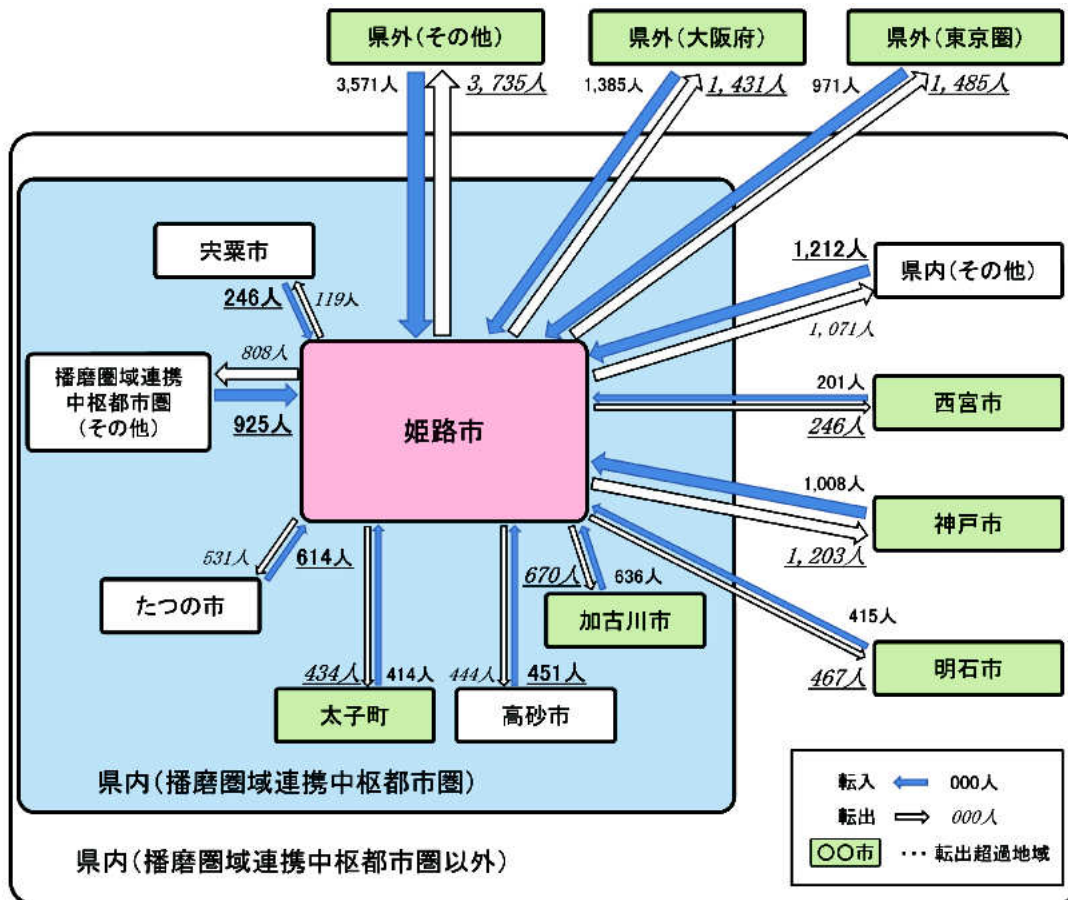 県外(その他)
県外(大阪府)
県外(東京圏)
3,571人
3,735人
1,385人
1,431人
971人
1,485人
宍粟市
246人
119人
1,212人
県内(その他)
1,071人
808人
播磨圏域連携
中枢都市圏
(その他)
925人
姫路市
201人
西宮市
246人
1,008人
神戸市
1,203人
531人
614人
たつの市
670人
636人
加古川市
415人
明石市
467人
434人
414人
太子町
444人
451人
高砂市
県内(播磨圏域連携中枢都市圏)
県内(播磨圏域連携中枢都市圏以外)
転入 000人
転出 000人
〇〇市 ・・・転出超過地域